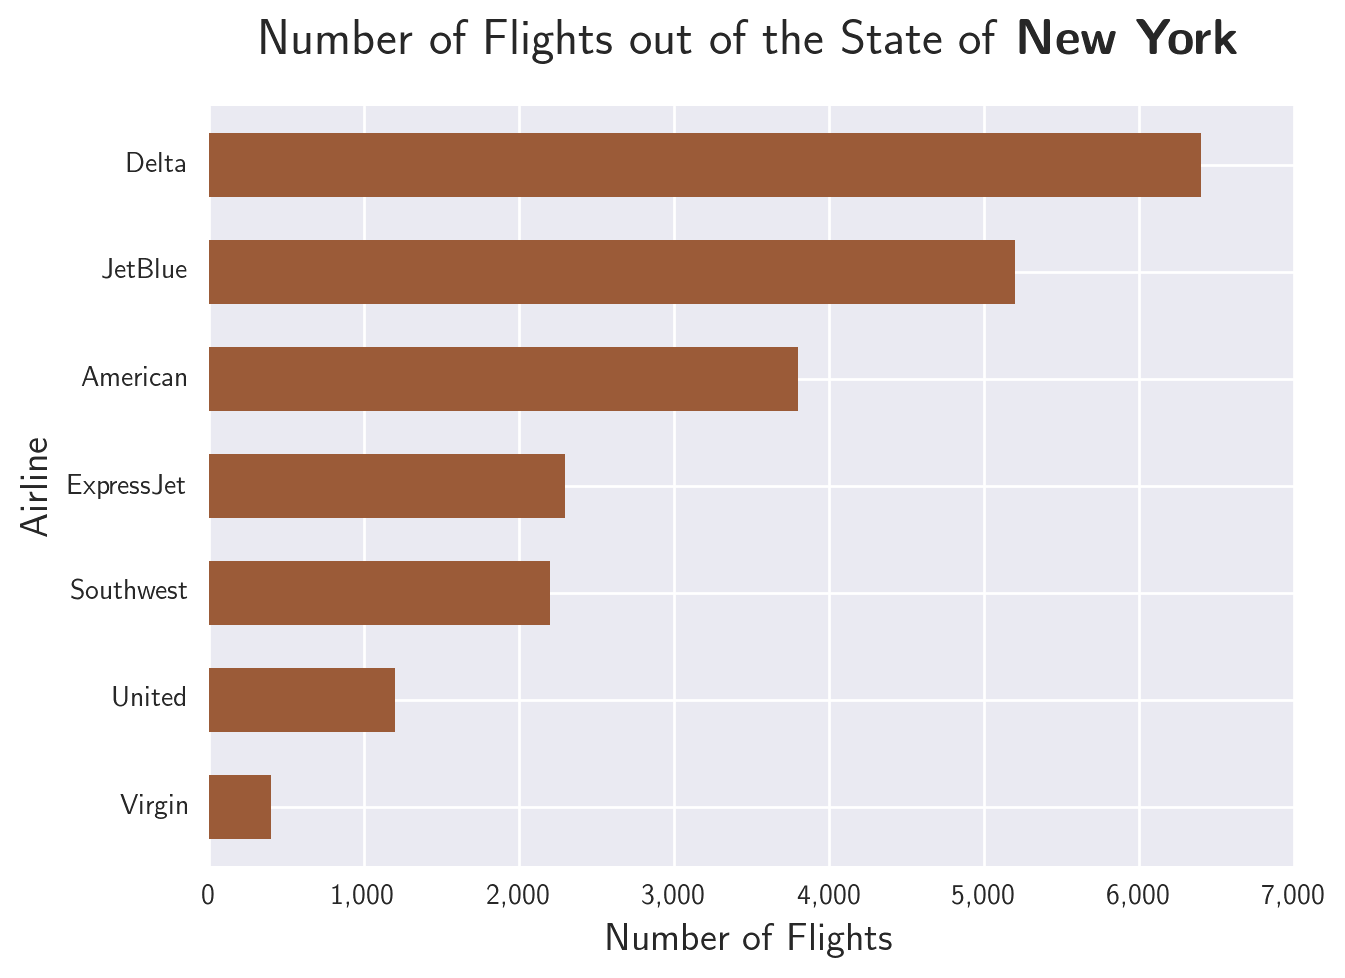 Number of Flights out of the State of New York
Delta
JetBlue
American
ExpressJet
Southwest
United
Virgin
Airline
0 1,000 2,000 3,000 4,000 5,000 6,000 7,000
Number of Flights